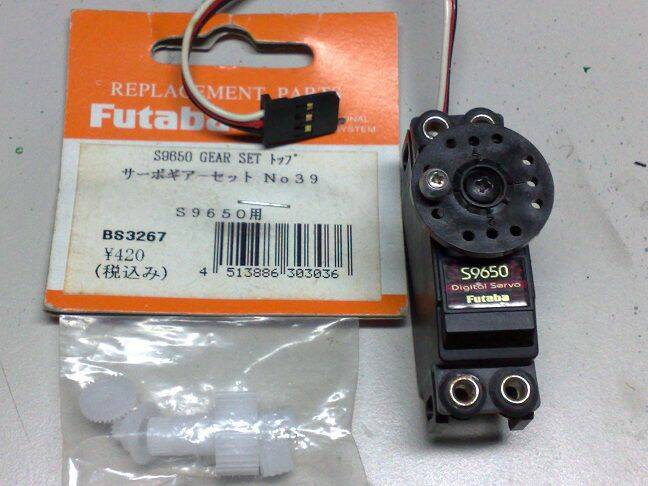 REPLACEMENT PARTS
Futaba
SYSTEM
S9650 GEAR SET トップ
サーボギアーセット No39
S9650用
BS3267
¥420
(税込み)
4 513886 303036
S9650
Digital Servo
Futaba